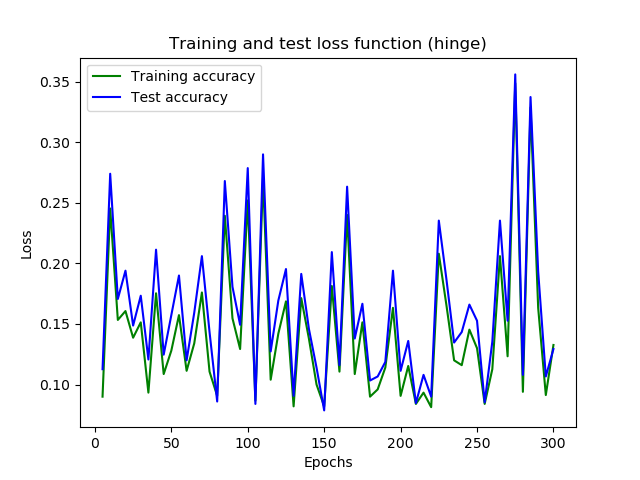 Training and test loss function (hinge)
Training accuracy
Test accuracy
0.35
0.30
0.25
0.20
0.15
0.10
Loss
0
50
100
150
200
250
300
Epochs